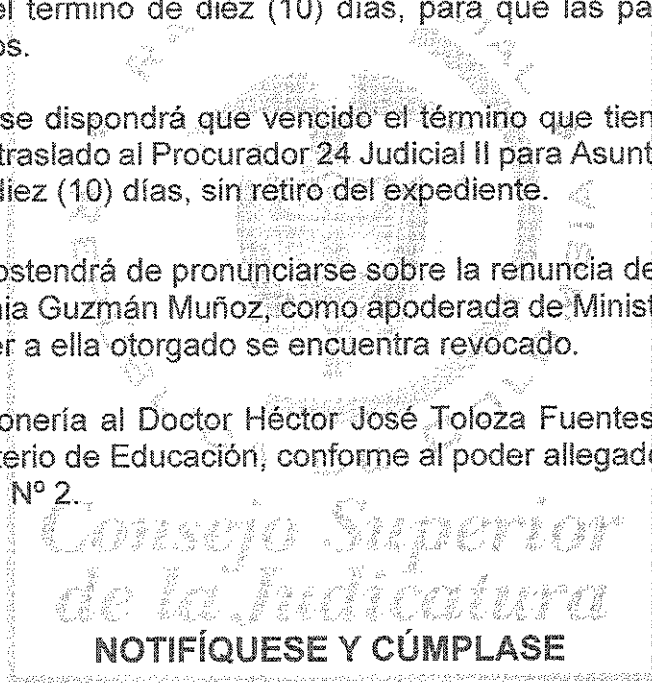 el término de diez (10) días, para que las pa
os.
se dispondrá que vencido el término que tien
traslado al Procurador 24 Judicial II para Asunt
diez (10) días, sin retiro del expediente.
ostendrá de pronunciarse sobre la renuncia de
nia Guzmán Muñoz, como apoderada de Minist
er a ella otorgado se encuentra revocado.
onería al Doctor Héctor José Toloza Fuentes
terio de Educación, conforme al poder allegado
Nº 2.
Consejo Superior
de la Judicatura
NOTIFÍQUESE Y CÚMPLASE